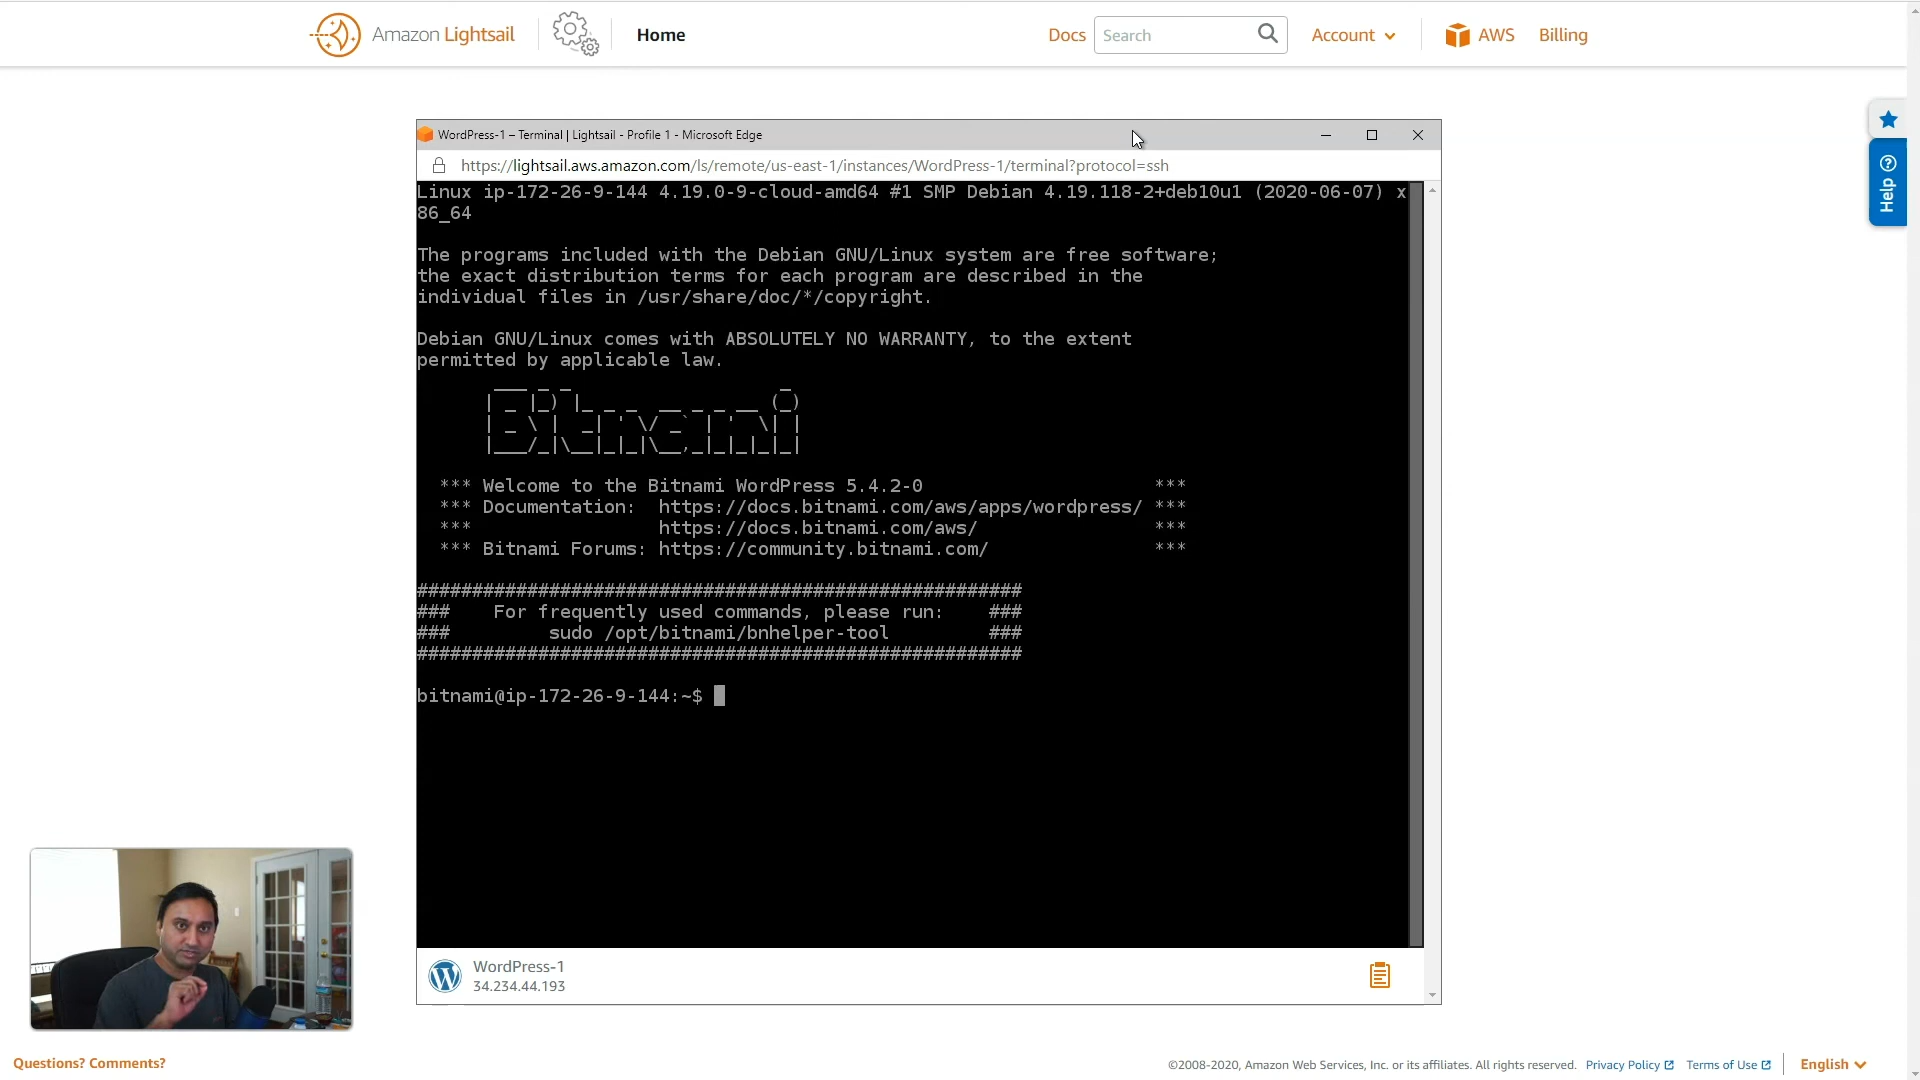 Amazon Lightsail
Home
Docs
Search
Account
AWS
Billing
WordPress-1 – Terminal | Lightsail - Profile 1 - Microsoft Edge
https://lightsail.aws.amazon.com/ls/remote/us-east-1/instances/WordPress-1/terminal?protocol=ssh
Help
Linux ip-172-26-9-144 4.19.0-9-cloud-amd64 #1 SMP Debian 4.19.118-2+deb10u1 (2020-06-07) x
86_64
The programs included with the Debian GNU/Linux system are free software;
the exact distribution terms for each program are described in the
individual files in /usr/share/doc/*/copyright.
Debian GNU/Linux comes with ABSOLUTELY NO WARRANTY, to the extent
permitted by applicable law.
Bitnami
*** Welcome to the Bitnami WordPress 5.4.2-0 ***
*** Documentation: https://docs.bitnami.com/aws/apps/wordpress/ ***
*** https://docs.bitnami.com/aws/ ***
*** Bitnami Forums: https://community.bitnami.com/ ***
#######################################################
### For frequently used commands, please run: ###
### sudo /opt/bitnami/bnhelper-tool ###
#######################################################
bitnami@ip-172-26-9-144:~$
WordPress-1
34.234.44.193
Questions? Comments?
©2008-2020, Amazon Web Services, Inc. or its affiliates. All rights reserved.
Privacy Policy
Terms of Use
English